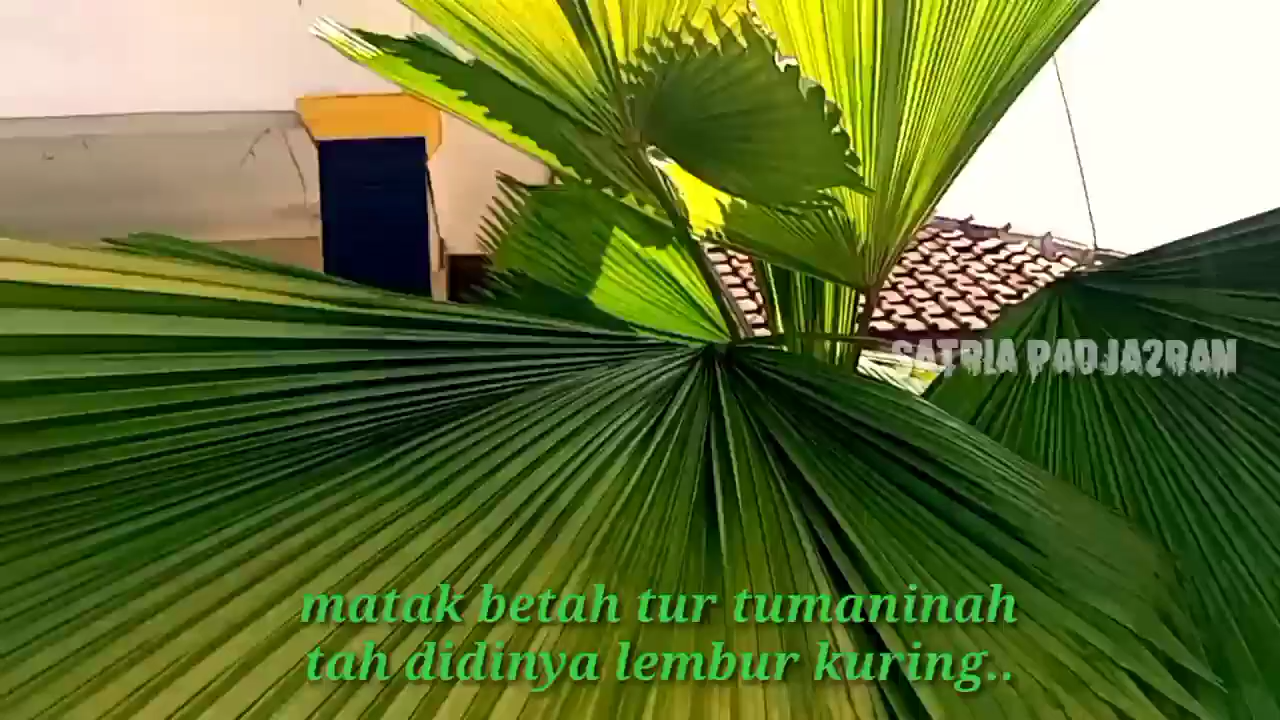 SATRIA PADJA2RAN
matak betah tur tumaninah
tah didinya lembur kuring..